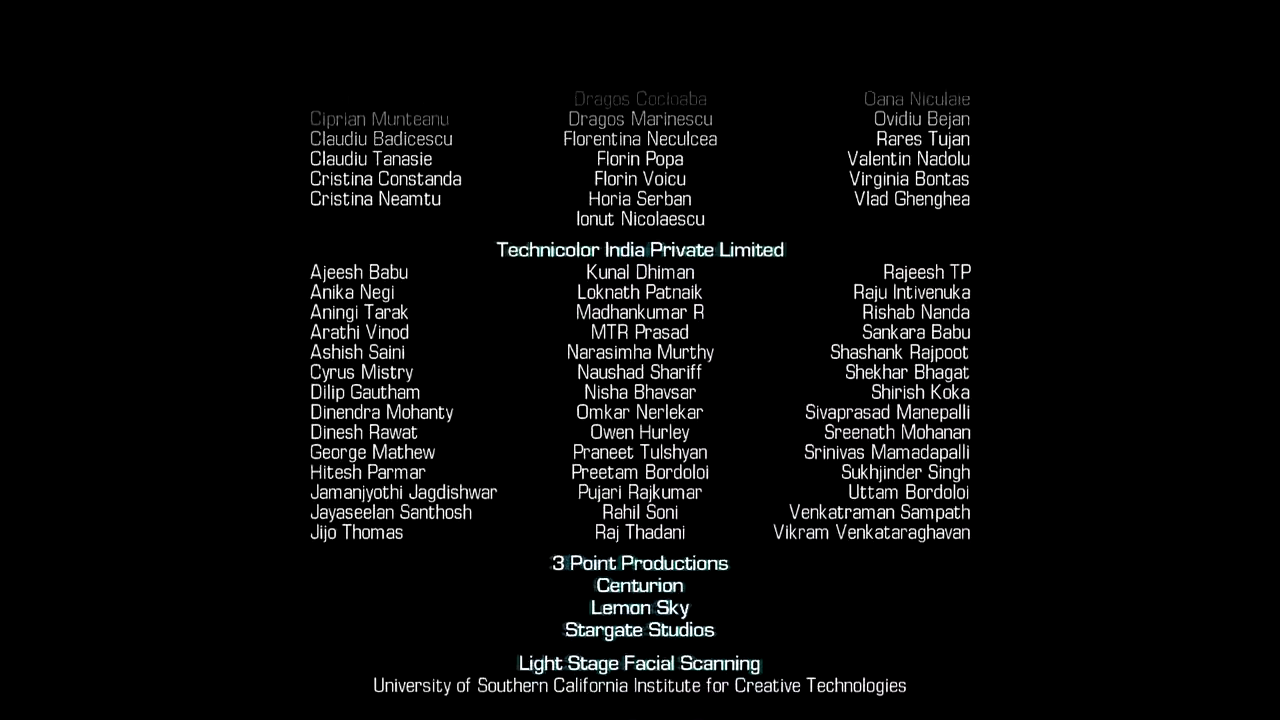 Dragos Cocioaba Oana Niculaie
Ciprian Munteanu Dragos Marinescu Ovidiu Bejan
Claudiu Badicescu Florentina Neculcea Rares Tujan
Claudiu Tanasie Florin Popa Valentin Nadolu
Cristina Constanda Florin Voicu Virginia Bontas
Cristina Neamtu Horia Serban Vlad Ghenghea
Ionut Nicolaescu
Technicolor India Private Limited
Ajeesh Babu Kunal Dhiman Rajeesh TP
Anika Negi Loknath Patnaik Raju Intivenuka
Aningi Tarak Madhankumar R Rishab Nanda
Arathi Vinod MTR Prasad Sankara Babu
Ashish Saini Narasimha Murthy Shashank Rajpoot
Cyrus Mistry Naushad Shariff Shekhar Bhagat
Dilip Gautham Nisha Bhavsar Shirish Koka
Dinendra Mohanty Omkar Nerlekar Sivaprasad Manepalli
Dinesh Rawat Owen Hurley Sreenath Mohanan
George Mathew Praneet Tulshyan Srinivas Mamadapalli
Hitesh Parmar Preetam Bordoloi Sukhjinder Singh
Jamanjyothi Jagdishwar Pujari Rajkumar Uttam Bordoloi
Jayaseelan Santhosh Rahil Soni Venkatraman Sampath
Jijo Thomas Raj Thadani Vikram Venkataraghavan
3 Point Productions
Centurion
Lemon Sky
Stargate Studios
Light Stage Facial Scanning
University of Southern California Institute for Creative Technologies